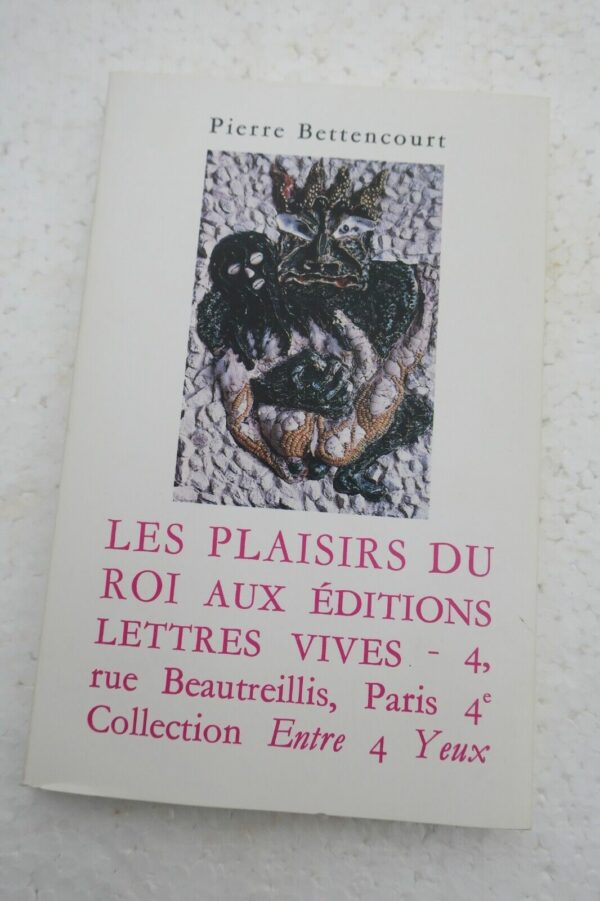 Pierre Bettencourt
LES PLAISIRS DU
ROI AUX ÉDITIONS
LETTRES VIVES - 4,
rue Beautreillis, Paris 4e
Collection Entre 4 Yeux